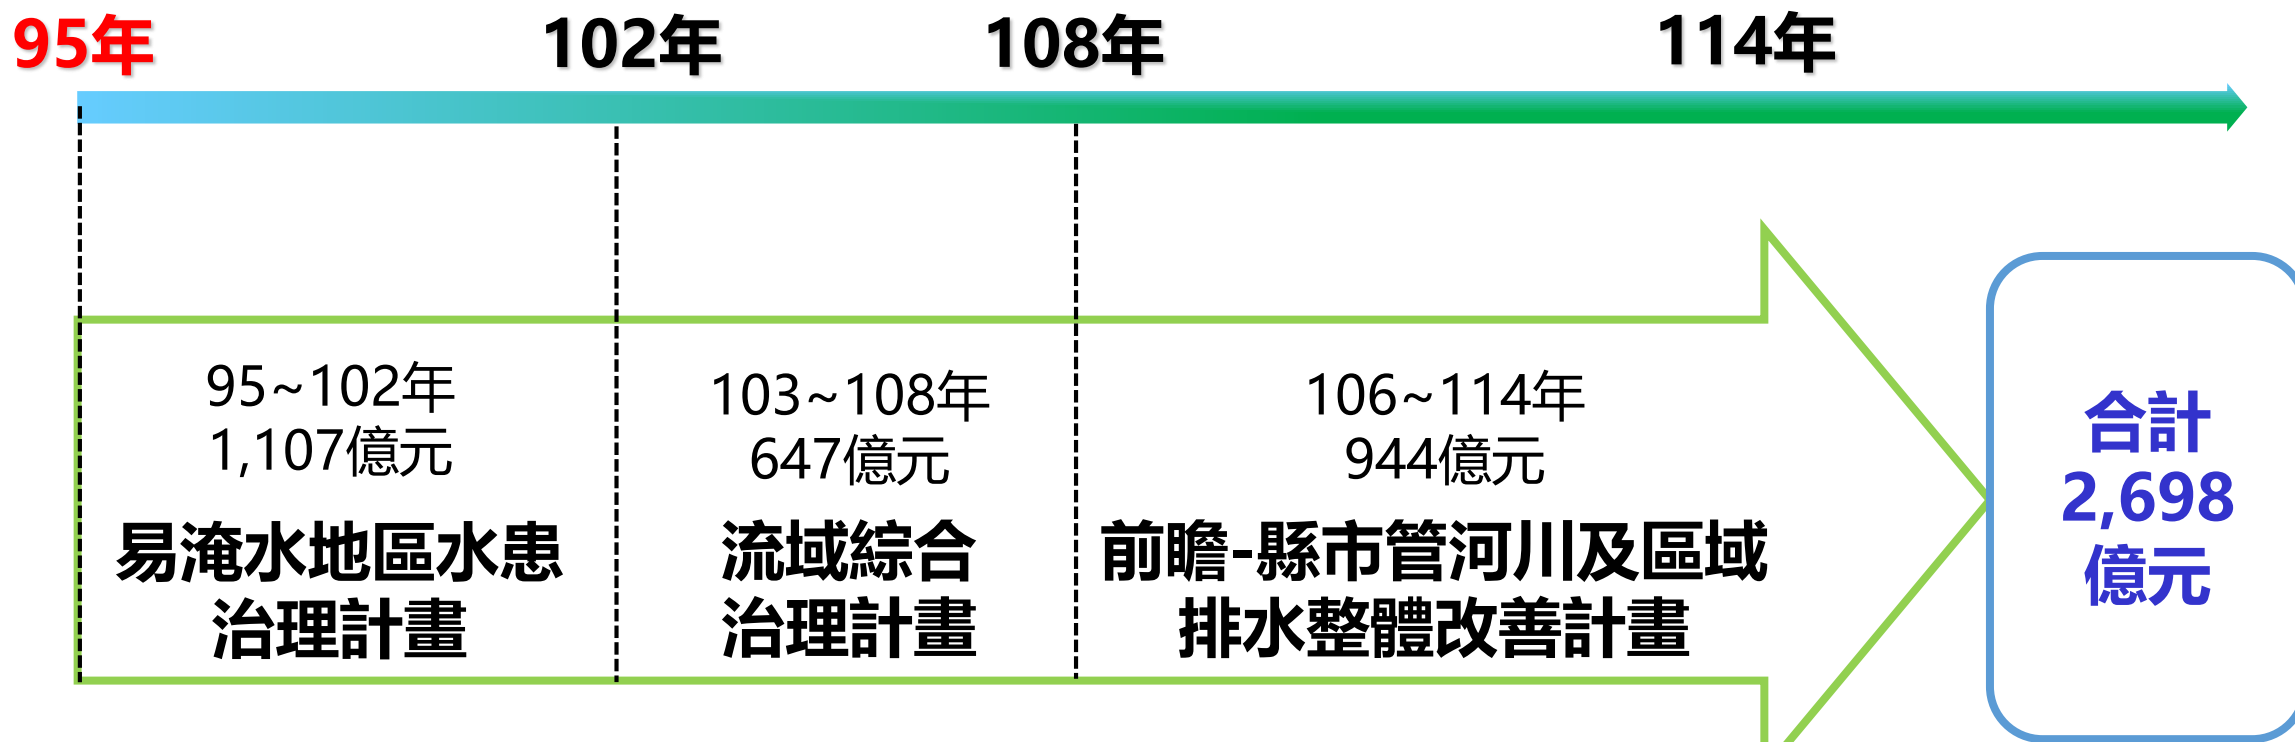 95年
102年
108年
114年
95~102年
1,107億元
易淹水地區水患
治理計畫
103~108年
647億元
流域綜合
治理計畫
106~114年
944億元
前瞻-縣市管河川及區域
排水整體改善計畫
合計
2,698
億元